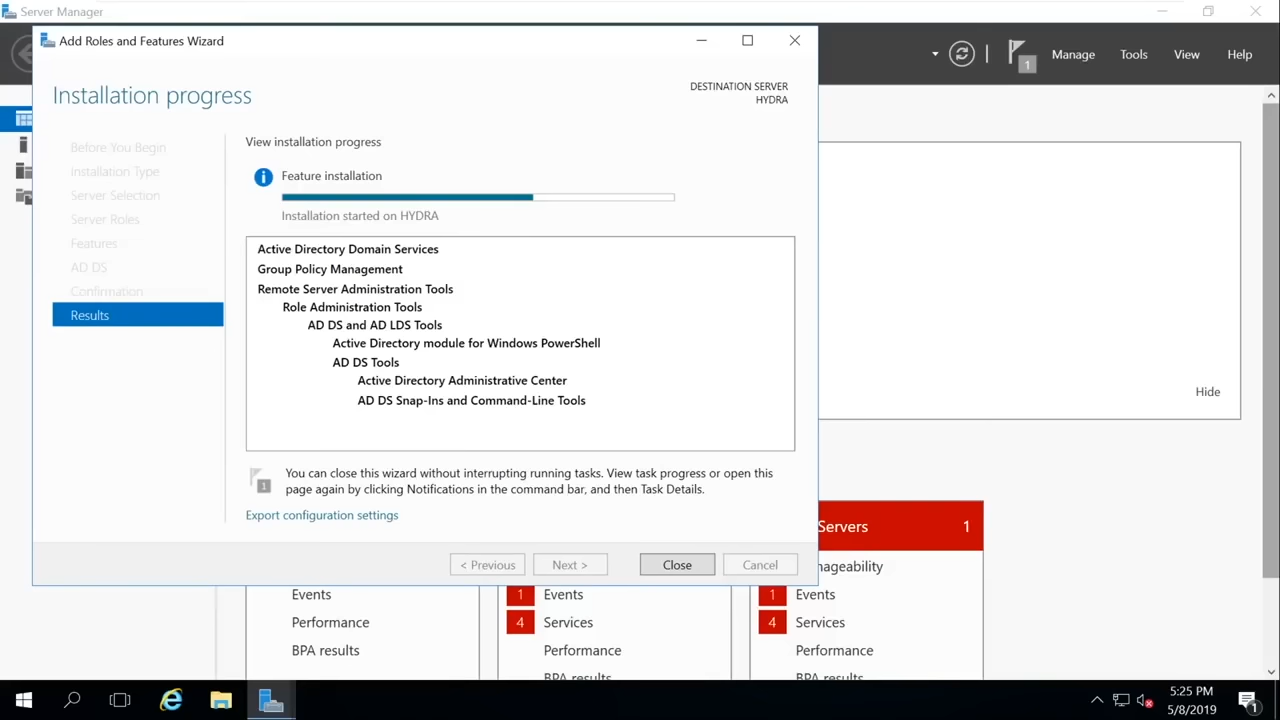 Server Manager
Add Roles and Features Wizard
1
Manage
Tools
View
Help
Installation progress
DESTINATION SERVER
HYDRA
Before You Begin
Installation Type
Server Selection
Server Roles
Features
AD DS
Confirmation
Results
View installation progress
Feature installation
Installation started on HYDRA
Active Directory Domain Services
Group Policy Management
Remote Server Administration Tools
Role Administration Tools
AD DS and AD LDS Tools
Active Directory module for Windows PowerShell
AD DS Tools
Active Directory Administrative Center
AD DS Snap-Ins and Command-Line Tools
1
You can close this wizard without interrupting running tasks. View task progress or open this
page again by clicking Notifications in the command bar, and then Task Details.
Export configuration settings
< Previous
Next >
Close
Cancel
Hide
Servers 1
nageability
Events
Performance
BPA results
1 Events
4 Services
Performance
BPA results
1 Events
4 Services
Performance
BPA results
5:25 PM
5/8/2019
1